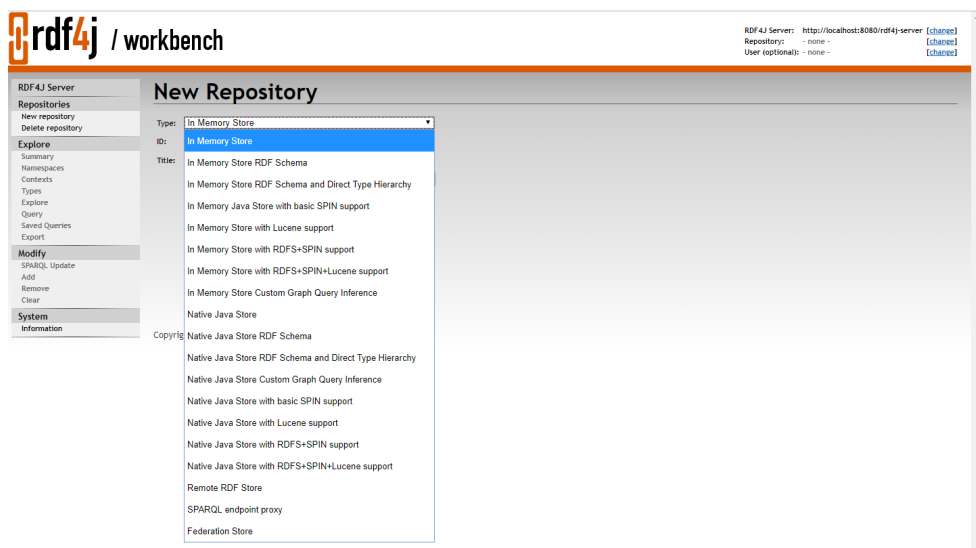 rdf4j / workbench
RDF4J Server: http://localhost:8080/rdf4j-server [change]
Repository: - none - [change]
User (optional): - none - [change]
RDF4J Server
Repositories
New repository
Delete repository
Explore
Summary
Namespaces
Contexts
Types
Explore
Query
Saved Queries
Export
Modify
SPARQL Update
Add
Remove
Clear
System
Information
New Repository
Type: In Memory Store
ID:
Title:
In Memory Store
In Memory Store RDF Schema
In Memory Store RDF Schema and Direct Type Hierarchy
In Memory Java Store with basic SPIN support
In Memory Store with Lucene support
In Memory Store with RDFS+SPIN support
In Memory Store with RDFS+SPIN+Lucene support
In Memory Store Custom Graph Query Inference
Native Java Store
Native Java Store RDF Schema
Native Java Store RDF Schema and Direct Type Hierarchy
Native Java Store Custom Graph Query Inference
Native Java Store with basic SPIN support
Native Java Store with Lucene support
Native Java Store with RDFS+SPIN support
Native Java Store with RDFS+SPIN+Lucene support
Remote RDF Store
SPARQL endpoint proxy
Federation Store
Copyrig